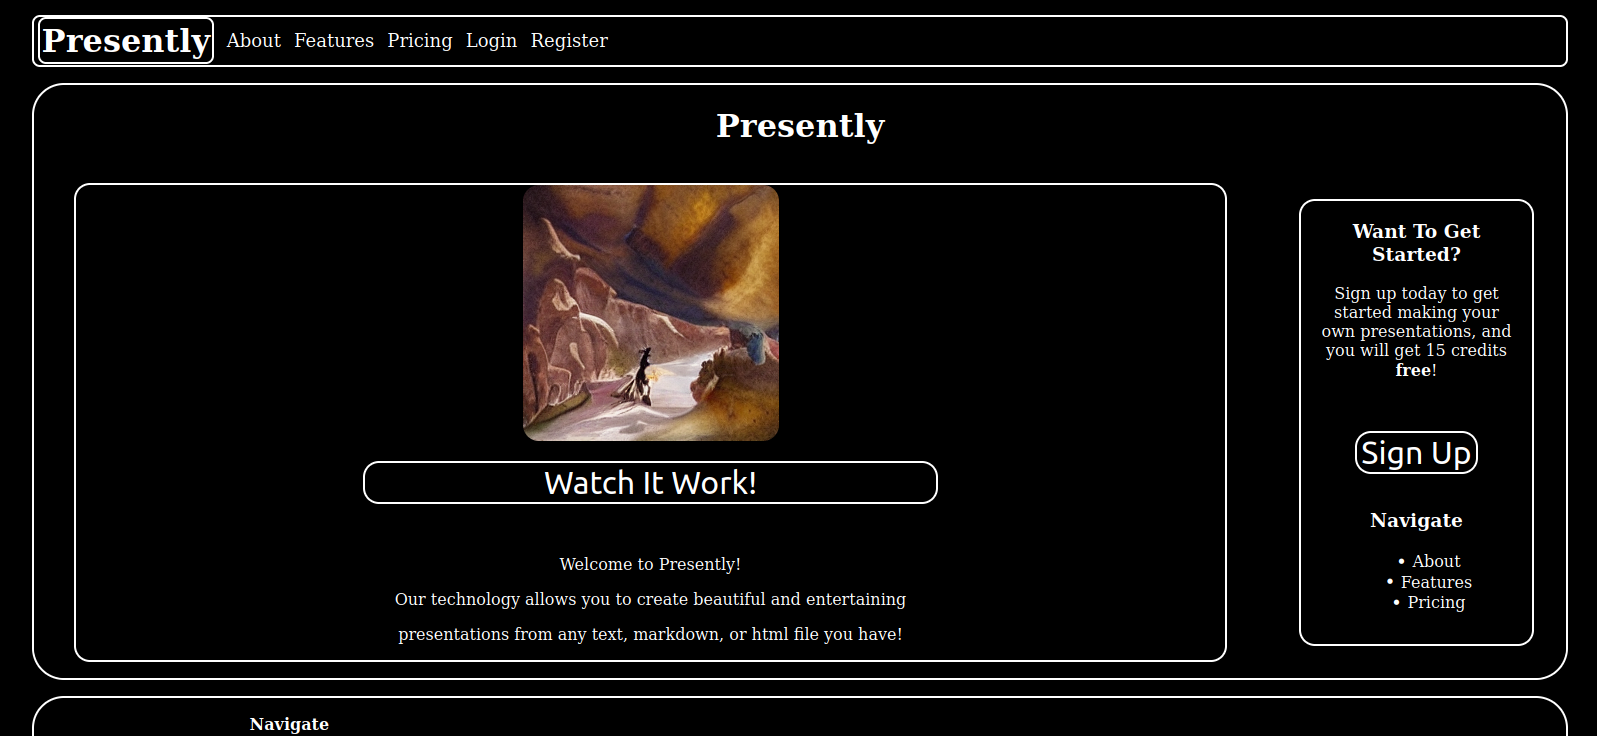 Presently About Features Pricing Login Register
Presently
Watch It Work!
Welcome to Presently!
Our technology allows you to create beautiful and entertaining
presentations from any text, markdown, or html file you have!
Want To Get
Started?
Sign up today to get
started making your
own presentations, and
you will get 15 credits
free!
Sign Up
Navigate
• About
• Features
• Pricing
Navigate